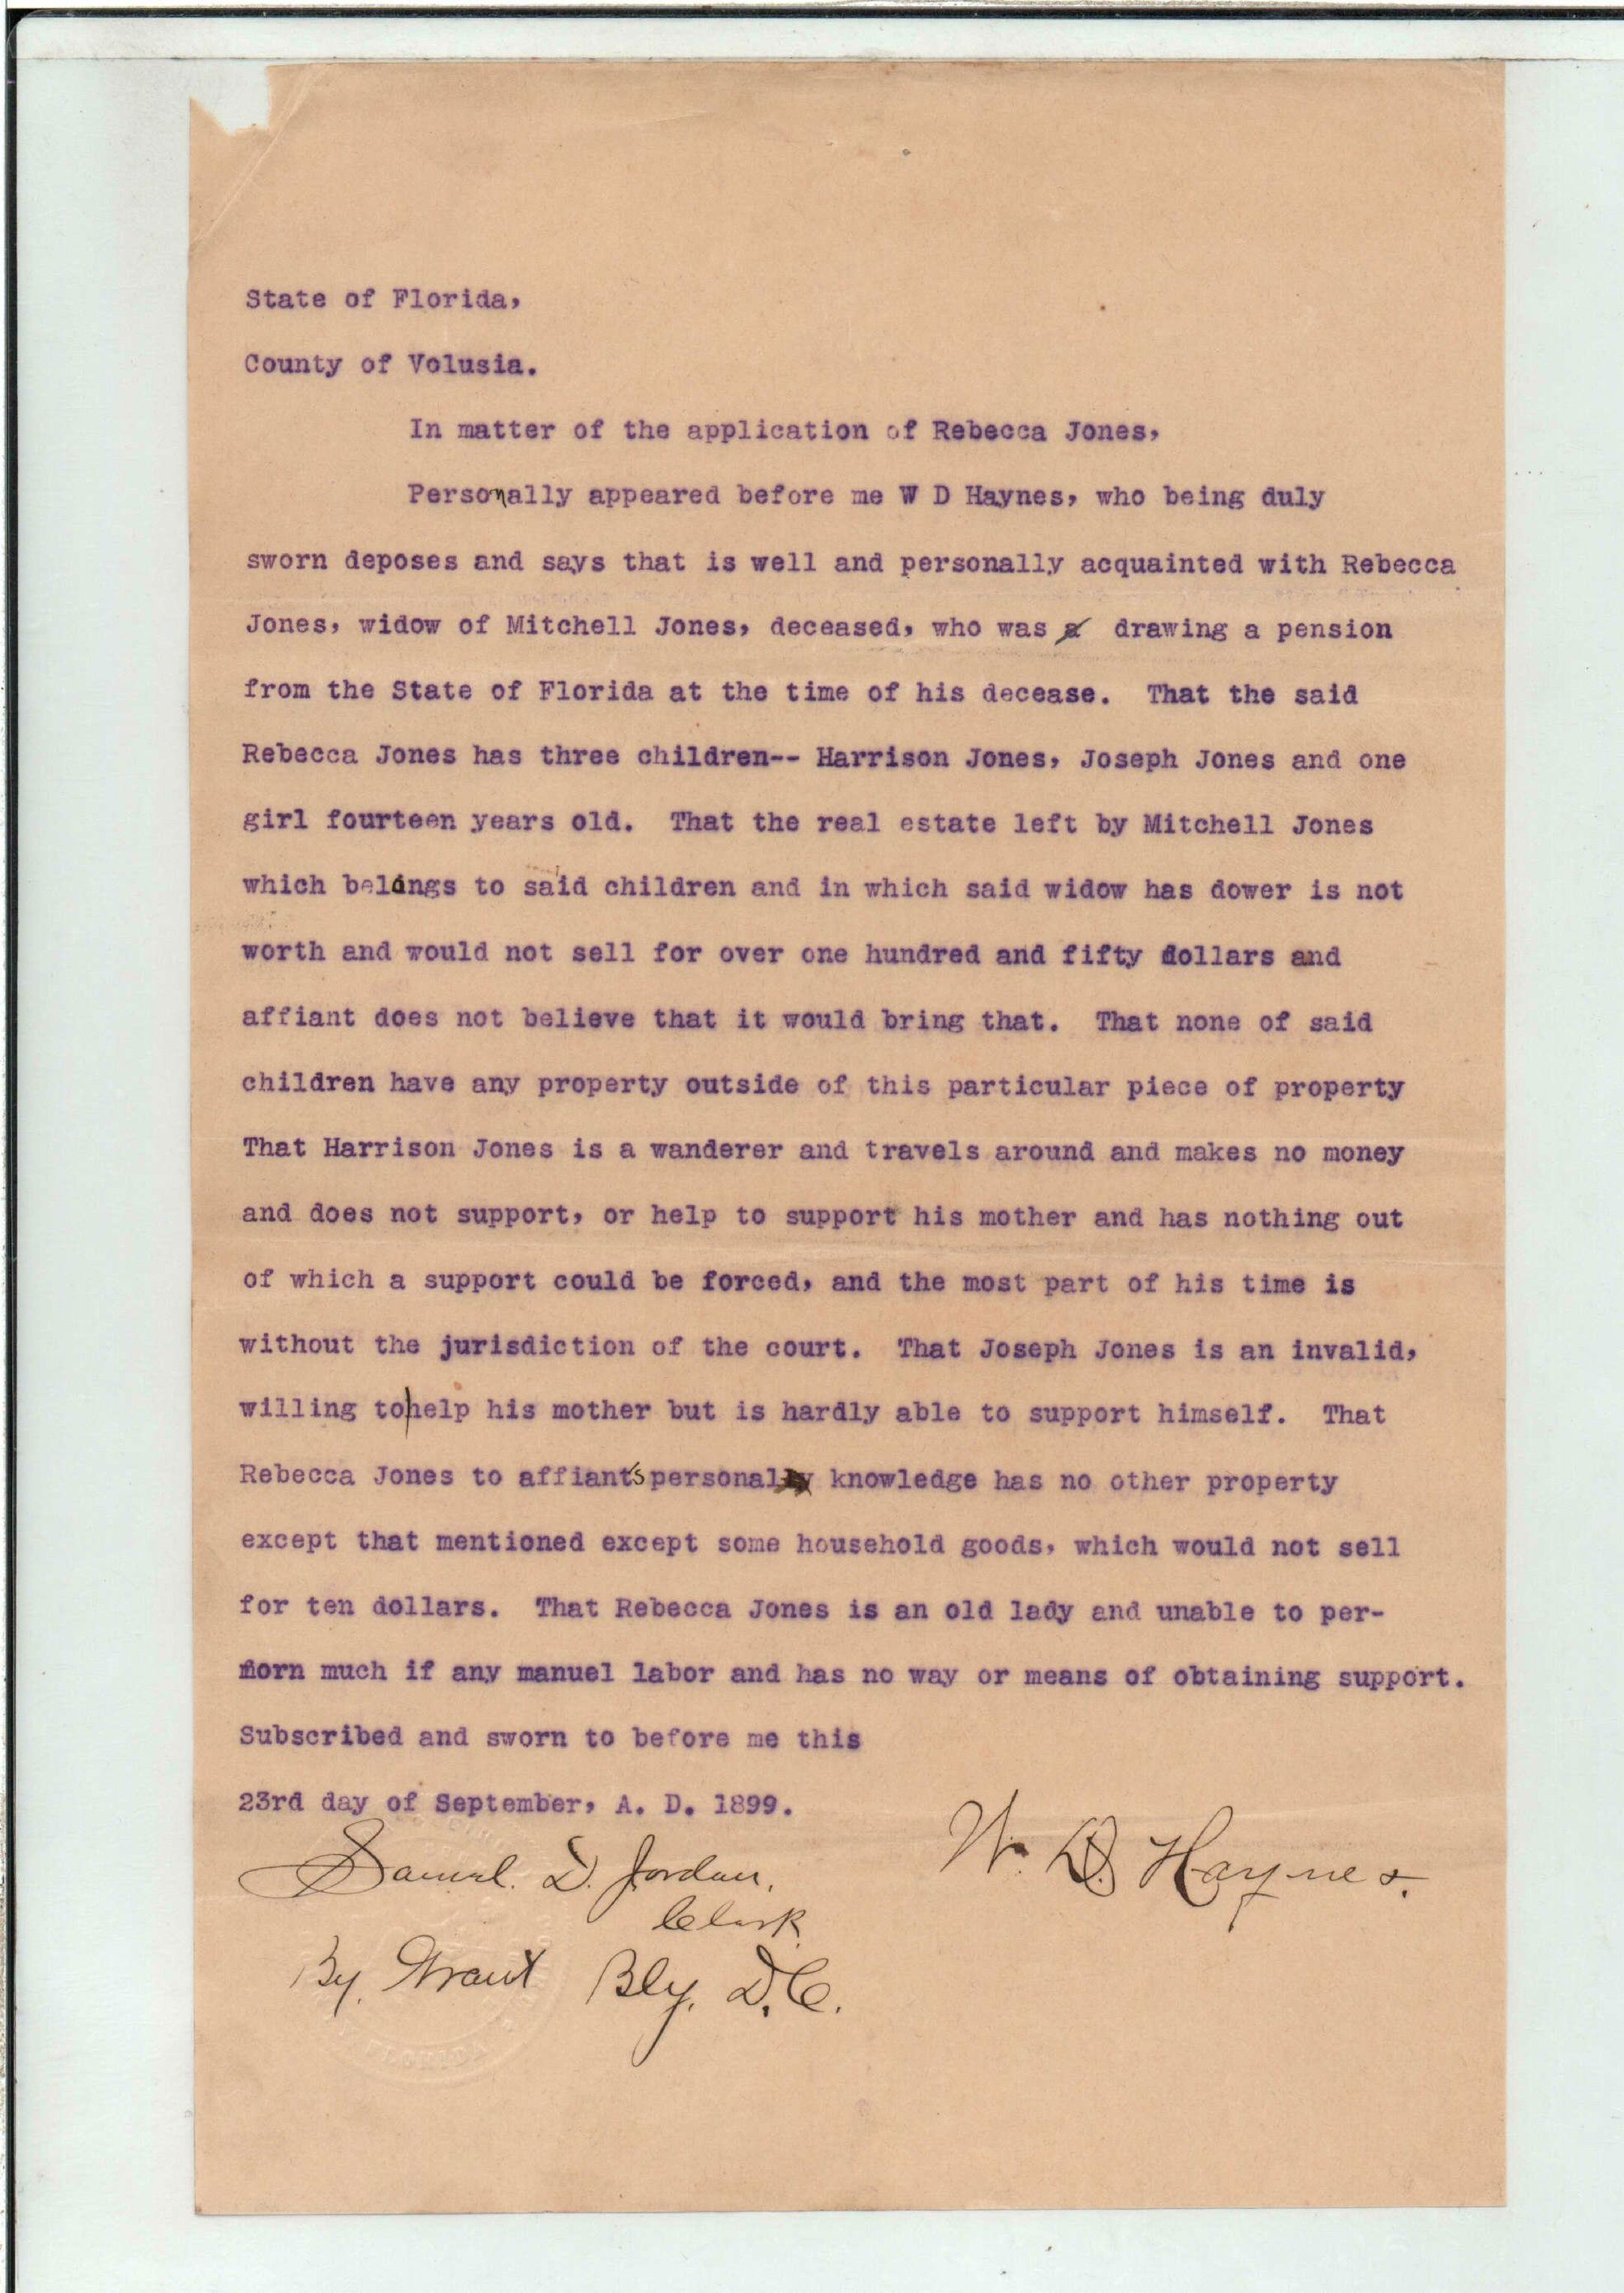 State of Florida,
County of Volusia.
In matter of the application of Rebecca Jones,
Personally appeared before me W D Haynes, who being duly
sworn deposes and says that is well and personally acquainted with Rebecca
Jones, widow of Mitchell Jones, deceased, who was a drawing a pension
from the State of Florida at the time of his decease. That the said
Rebecca Jones has three children-- Harrison Jones, Joseph Jones and one
girl fourteen years old. That the real estate left by Mitchell Jones
which belongs to said children and in which said widow has dower is not
worth and would not sell for over one hundred and fifty dollars and
affiant does not believe that it would bring that. That none of said
children have any property outside of this particular piece of property
That Harrison Jones is a wanderer and travels around and makes no money
and does not support, or help to support his mother and has nothing out
of which a support could be forced, and the most part of his time is
without the jurisdiction of the court. That Joseph Jones is an invalid,
willing to help his mother but is hardly able to support himself. That
Rebecca Jones to affiant's personal knowledge has no other property
except that mentioned except some household goods, which would not sell
for ten dollars. That Rebecca Jones is an old lady and unable to per-
forn much if any manuel labor and has no way or means of obtaining support.
Subscribed and sworn to before me this
23rd day of September, A. D. 1899.
Samuel. D. Jordan,
Clerk
W. D. Haynes.
By. Grant Bly. D.C.
FLORIDA